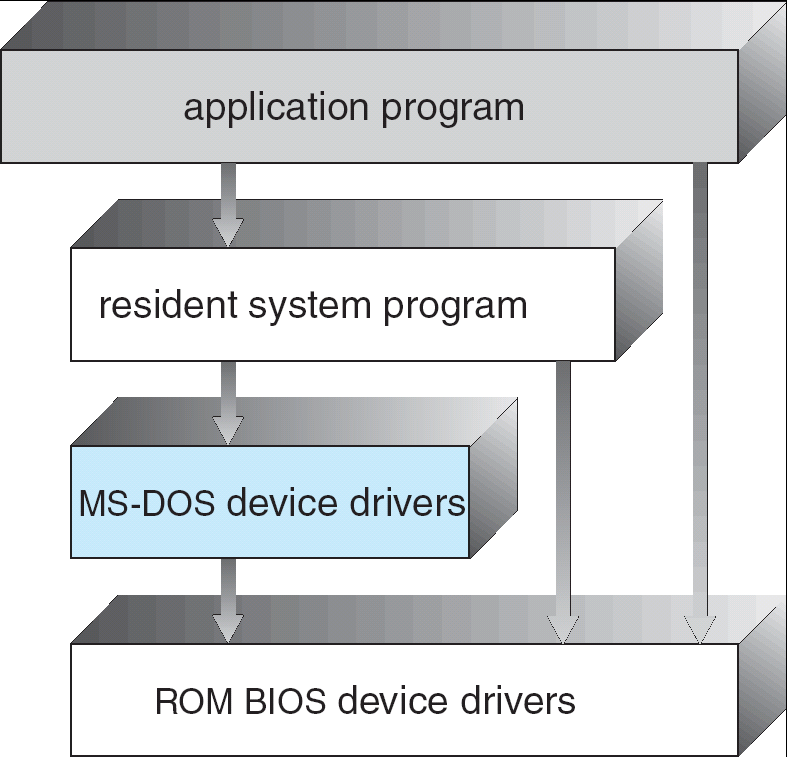 application program
resident system program
MS-DOS device drivers
ROM BIOS device drivers